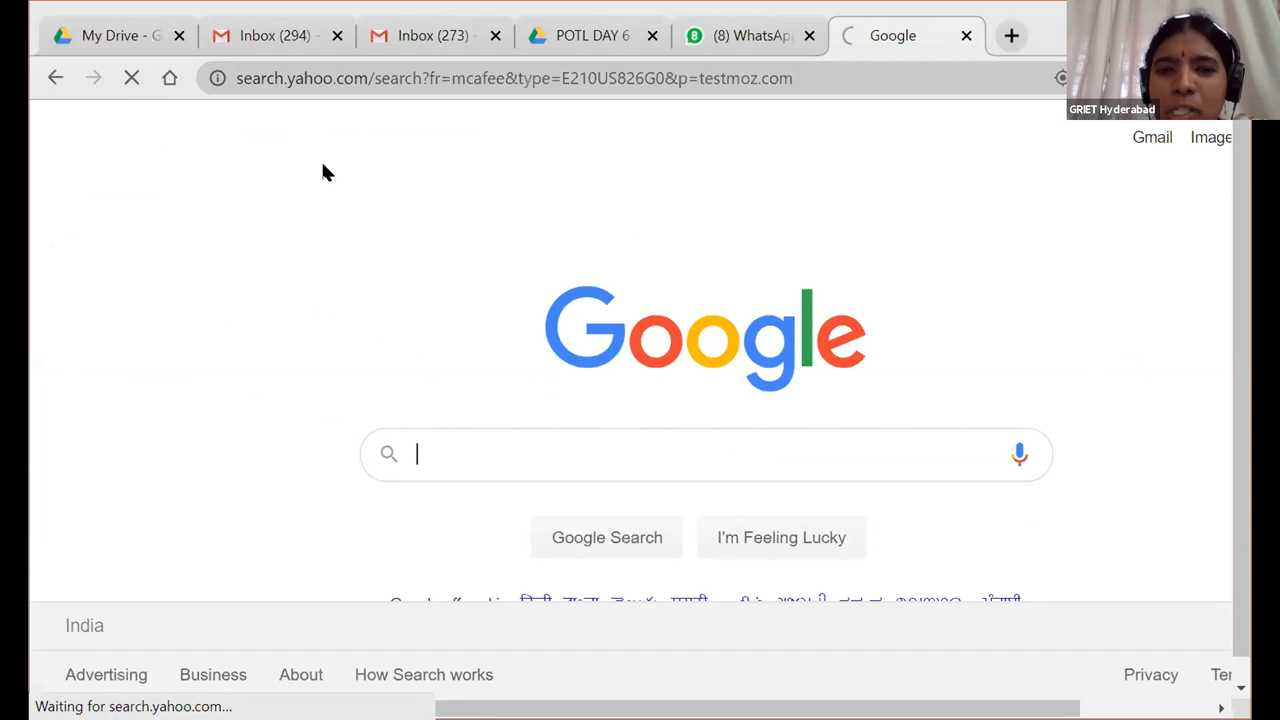 My Drive - G
Inbox (294) -
Inbox (273) -
POTL DAY 6
8
(8) WhatsAp
Google
search.yahoo.com/search?fr=mcafee&type=E210US826G0&p=testmoz.com
GRIET Hyderabad
Gmail
Image
Google
Google Search
I'm Feeling Lucky
India
Advertising
Business
About
How Search works
Privacy
Ter
Waiting for search.yahoo.com...